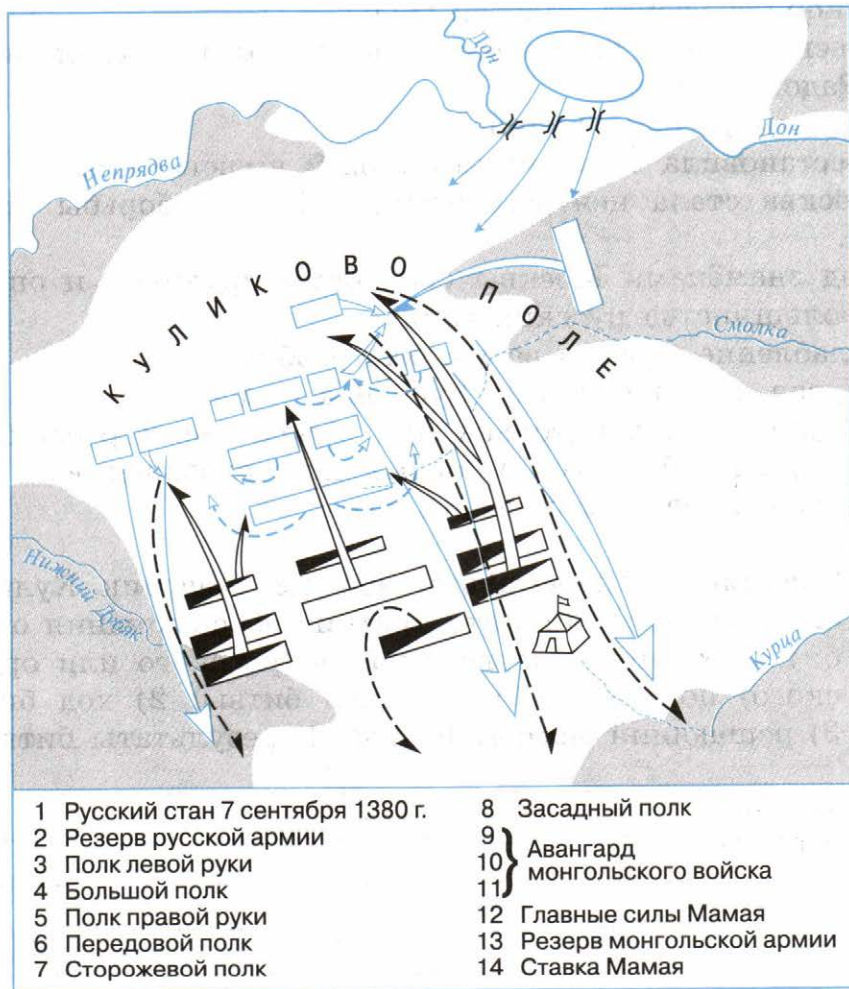 Дон
Дон
Непрядва
КУЛИКОВО ПОЛЕ
Смолка
Нижний Дубяк
Курца
1 Русский стан 7 сентября 1380 г.
2 Резерв русской армии
3 Полк левой руки
4 Большой полк
5 Полк правой руки
6 Передовой полк
7 Сторожевой полк
8 Засадный полк
9
10 Авангард
монгольского войска
11
12 Главные силы Мамая
13 Резерв монгольской армии
14 Ставка Мамая